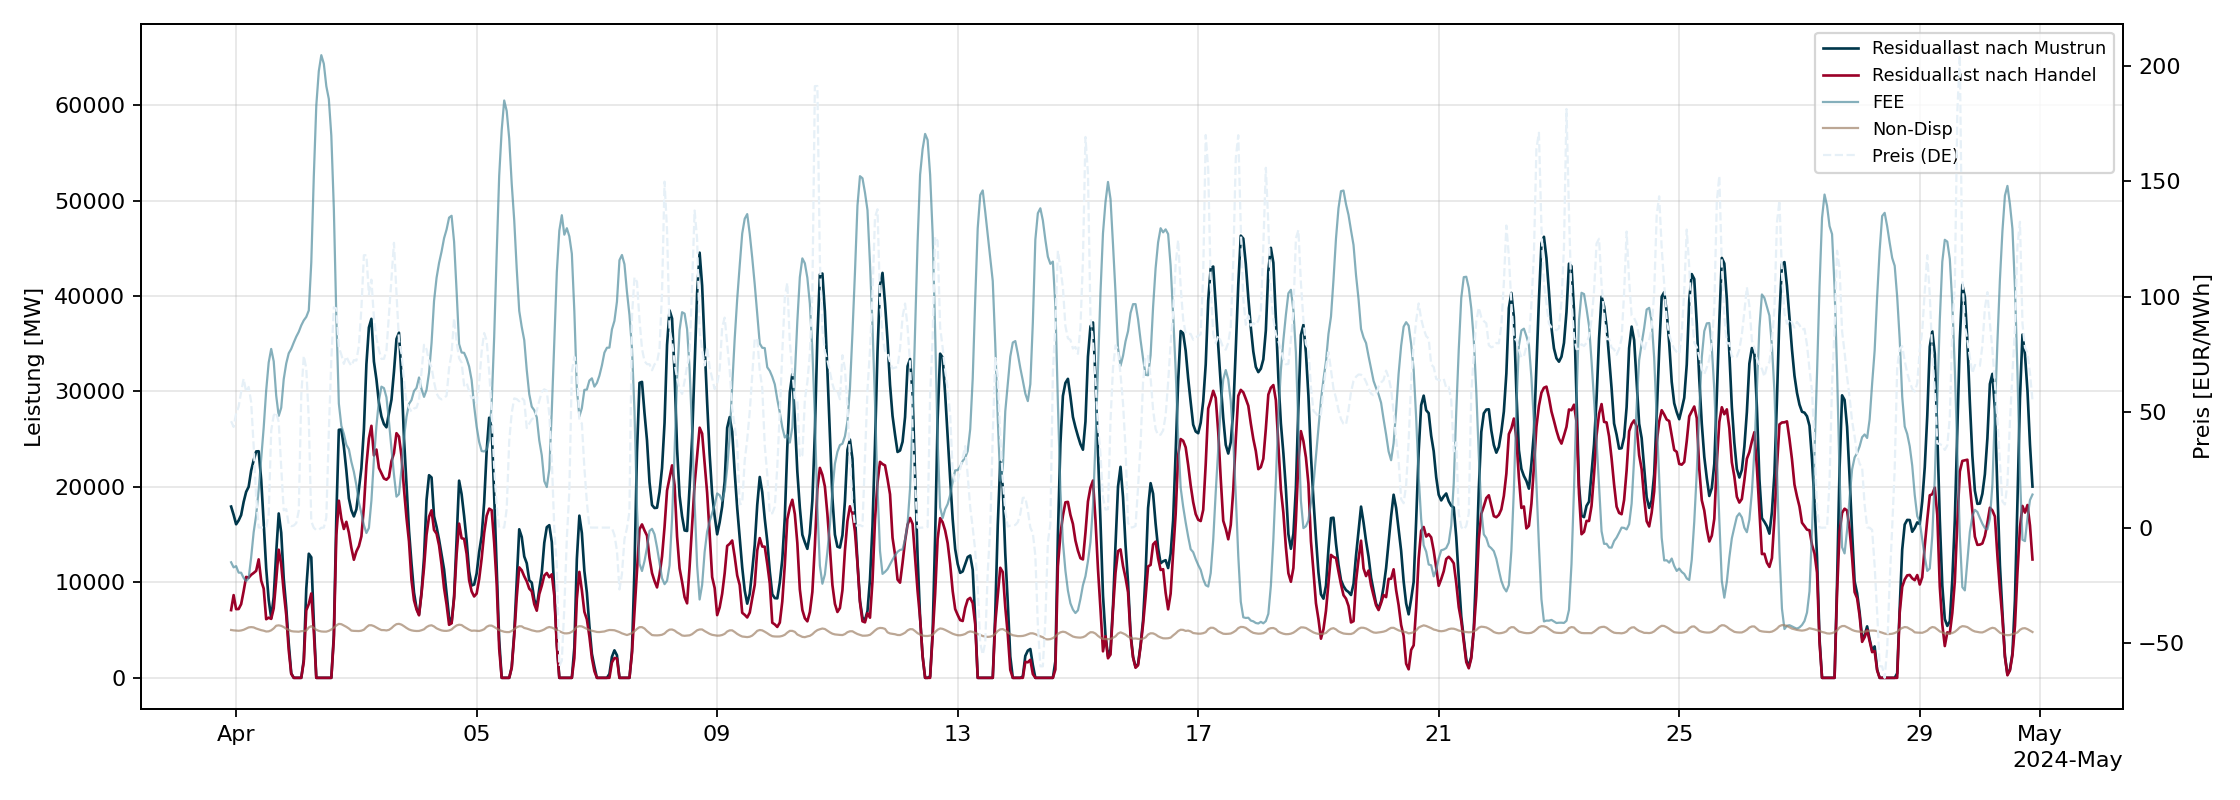 Residuallast nach Mustrun
Residuallast nach Handel
FEE
Non-Disp
Preis (DE)
Leistung [MW]
60000
50000
40000
30000
20000
10000
0
Preis [EUR/MWh]
200
150
100
50
0
−50
Apr 05 09 13 17 21 25 29 May
2024-May